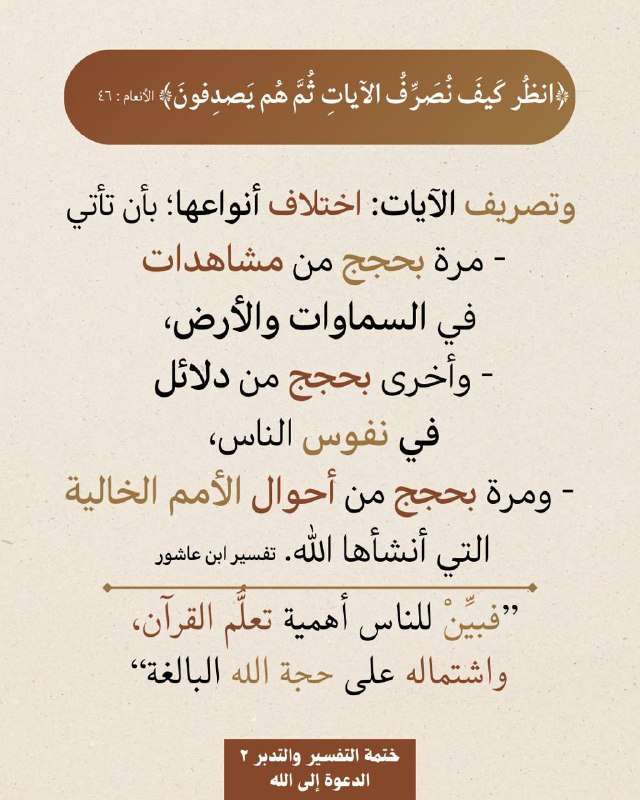 ﴿انظُر كَيفَ نُصَرِّفُ الآياتِ ثُمَّ هُم يَصدِفونَ﴾ الأنعام : ٤٦
وتصريف الآيات: اختلاف أنواعها؛ بأن تأتي
- مرة بحجج من مشاهدات
في السماوات والأرض،
- وأخرى بحجج من دلائل
في نفوس الناس،
- ومرة بحجج من أحوال الأمم الخالية
التي أنشأها الله. تفسير ابن عاشور
”فبيِّنْ للناس أهمية تعلُّم القرآن،
واشتماله على حجة الله البالغة“
ختمة التفسير والتدبر ٢
الدعوة إلى الله